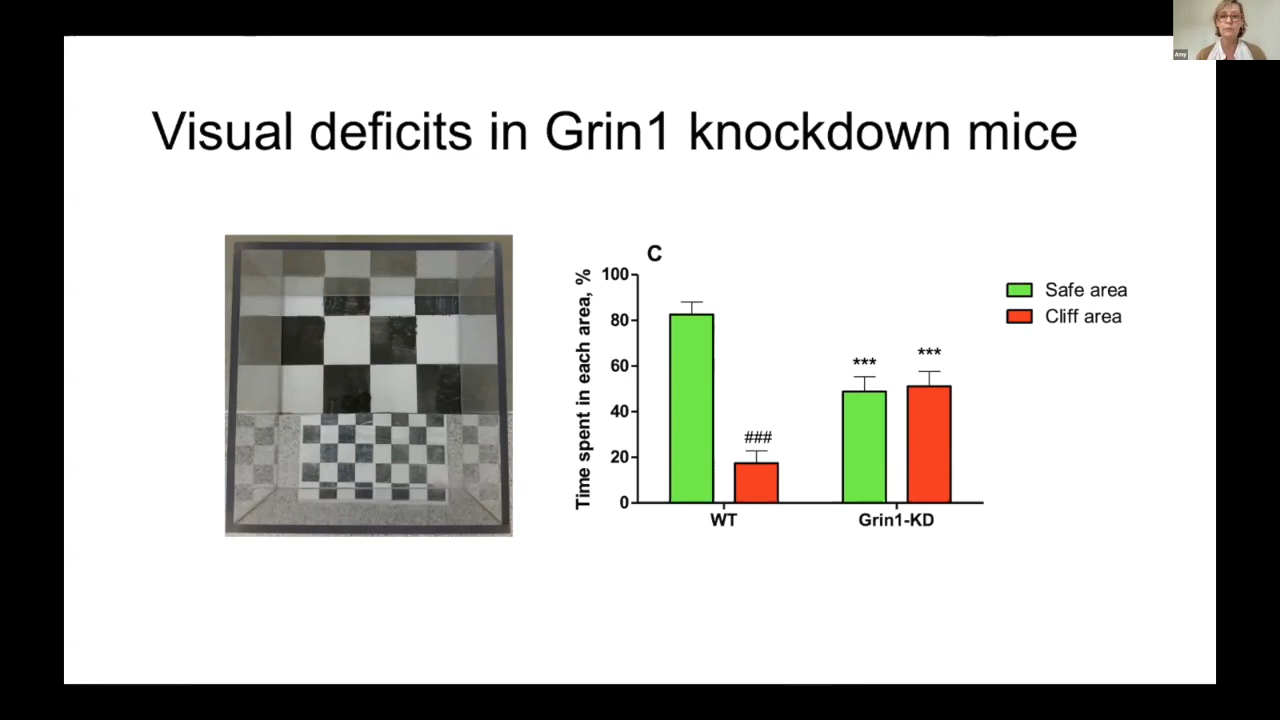 Amy
Visual deficits in Grin1 knockdown mice
C
Time spent in each area, %
100
80
60
40
20
0
***
***
###
WT
Grin1-KD
Safe area
Cliff area